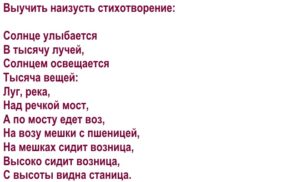 Выучить наизусть стихотворение:
Солнце улыбается
В тысячу лучей,
Солнцем освещается
Тысяча вещей:
Луг, река,
Над речкой мост,
А по мосту едет воз,
На возу мешки с пшеницей,
На мешках сидит возница,
Высоко сидит возница,
С высоты видна станица.